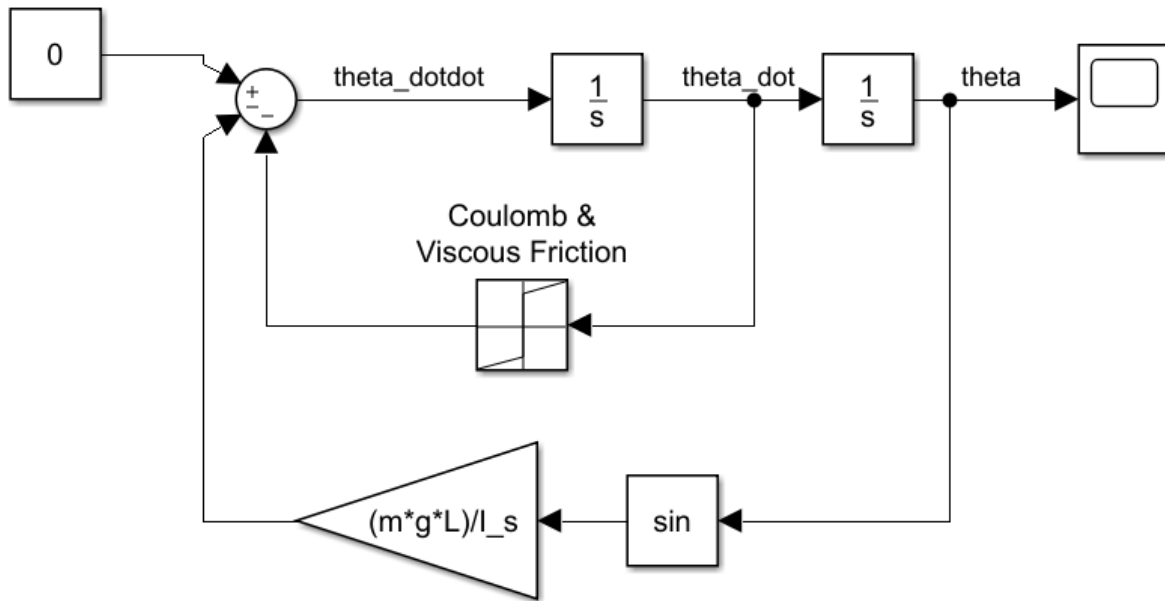 0
+
−
−
theta_dotdot
1
s
theta_dot
1
s
theta
Coulomb &
Viscous Friction
(m*g*L)/I_s
sin